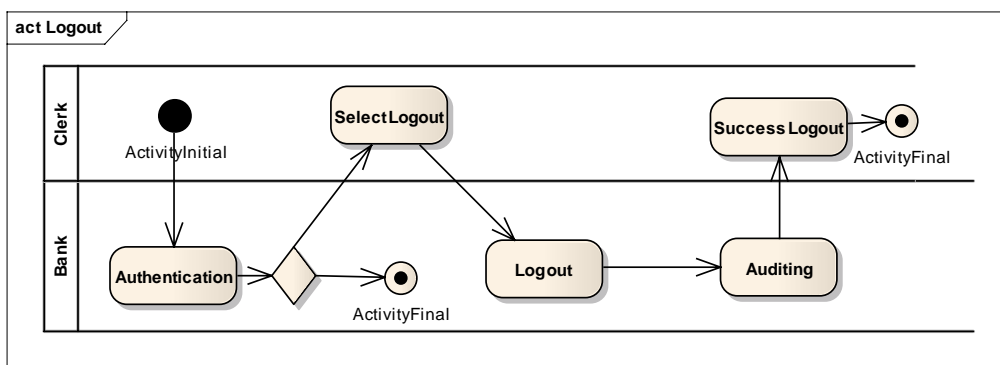 act Logout
Clerk
ActivityInitial
Select Logout
Success Logout
ActivityFinal
Bank
Authentication
ActivityFinal
Logout
Auditing